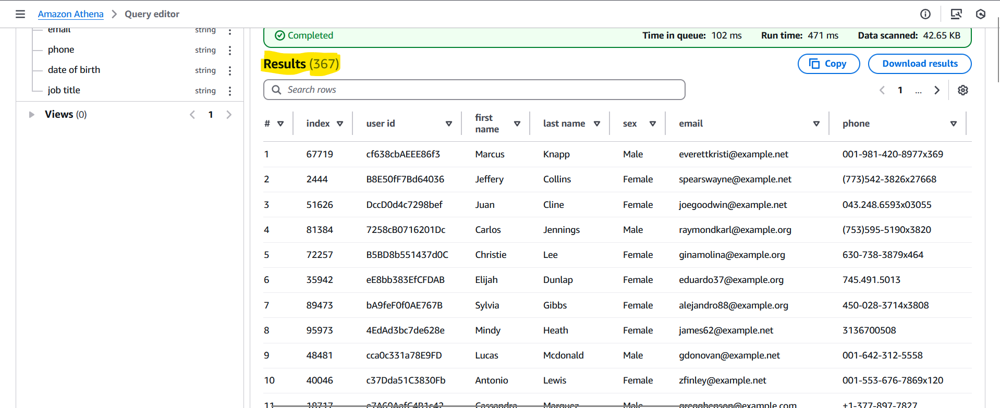 Amazon Athena > Query editor
email string
phone string
date of birth string
job title string
Views (0) 1
Completed
Time in queue: 102 ms Run time: 471 ms Data scanned: 42.65 KB
Results (367)
Copy Download results
Search rows
1 ...
# index user id first name last name sex email phone
1 67719 cf638cbAEEE86f3 Marcus Knapp Male everettkristi@example.net 001-981-420-8977x369
2 2444 B8E50fF7Bd64036 Jeffery Collins Female spearswayne@example.net (773)542-3826x27668
3 51626 DccD0d4c7298bef Juan Cline Female joegoodwin@example.net 043.248.6593x03055
4 81384 7258cB0716201Dc Carlos Jennings Male raymondkarl@example.org (753)595-5190x3820
5 72257 B5BD8b551437d0C Christie Lee Female ginamolina@example.org 630-738-3879x464
6 35942 eE8bb383EfCFDAB Elijah Dunlap Female eduardo37@example.org 745.491.5013
7 89473 bA9feF0f0AE767B Sylvia Gibbs Female alejandro88@example.org 450-028-3714x3808
8 95973 4EdAd3bc7de628e Mindy Heath Female james62@example.net 3136700508
9 48481 cca0c331a78E9FD Lucas Mcdonald Male gdonovan@example.net 001-642-312-5558
10 40046 c37Dda51C3830Fb Antonio Lewis Female zfinley@example.net 001-553-676-7869x120
11 18717 Cassandra Marquez Male greggbenson@example.com +1-377-897-7827